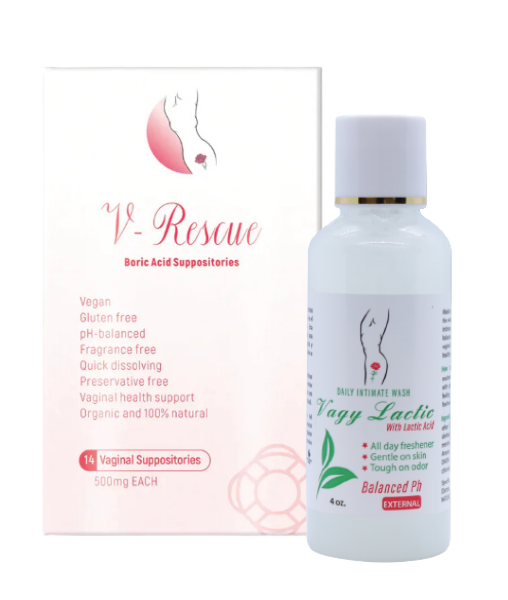 V- Rescue
Boric Acid Suppositories
Vegan
Gluten free
pH-balanced
Fragrance free
Quick dissolving
Preservative free
Vaginal health support
Organic and 100% natural
14 Vaginal Suppositories
500mg EACH
DAILY INTIMATE WASH
Vagy Lactic
With Lactic Acid
All day freshener
Gentle on skin
Tough on odor
Balanced Ph
4 oz.
EXTERNAL